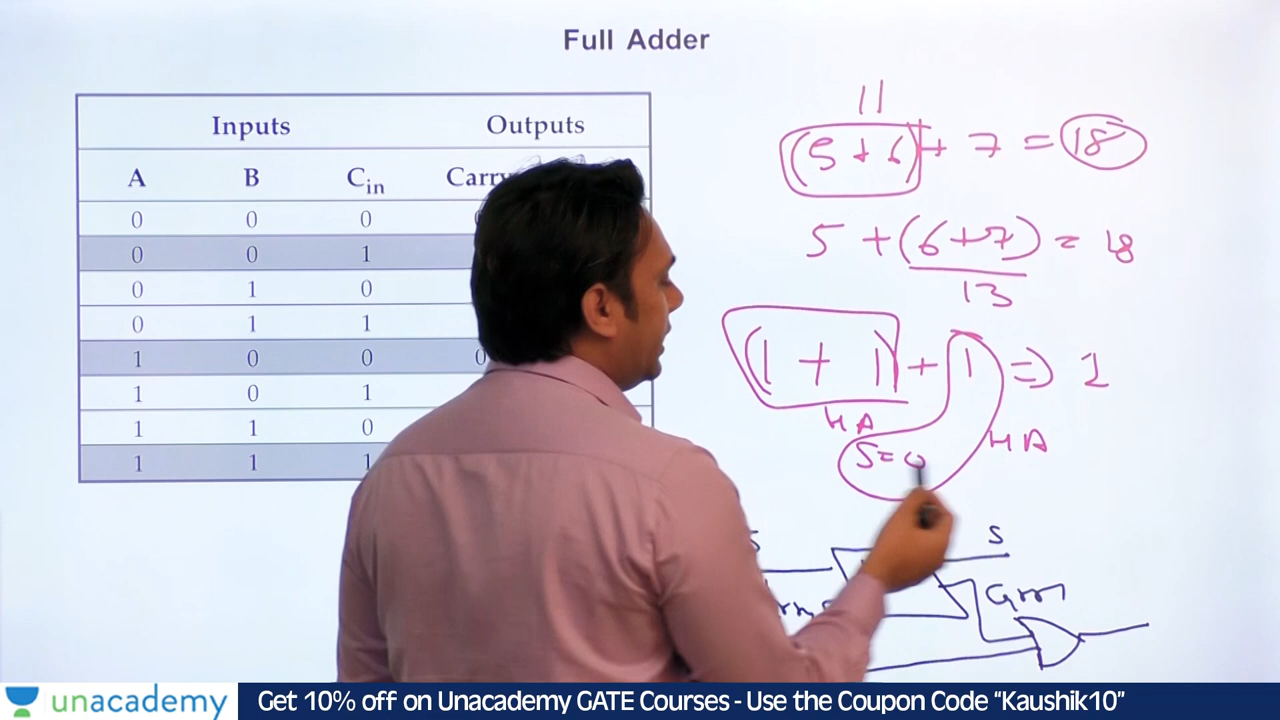 Full Adder
Inputs Outputs
A B Cin Carry
0 0 0
0 0 1
0 1 0
0 1 1
1 0 0 0
1 0 1
1 1 0
1 1 1
11
(5 + 6) + 7 = 18
5 + (6+7) = 18
13
(1 + 1) + 1 => 1
HA
HA
S = 0
S
unacademy
Get 10% off on Unacademy GATE Courses - Use the Coupon Code “Kaushik10”